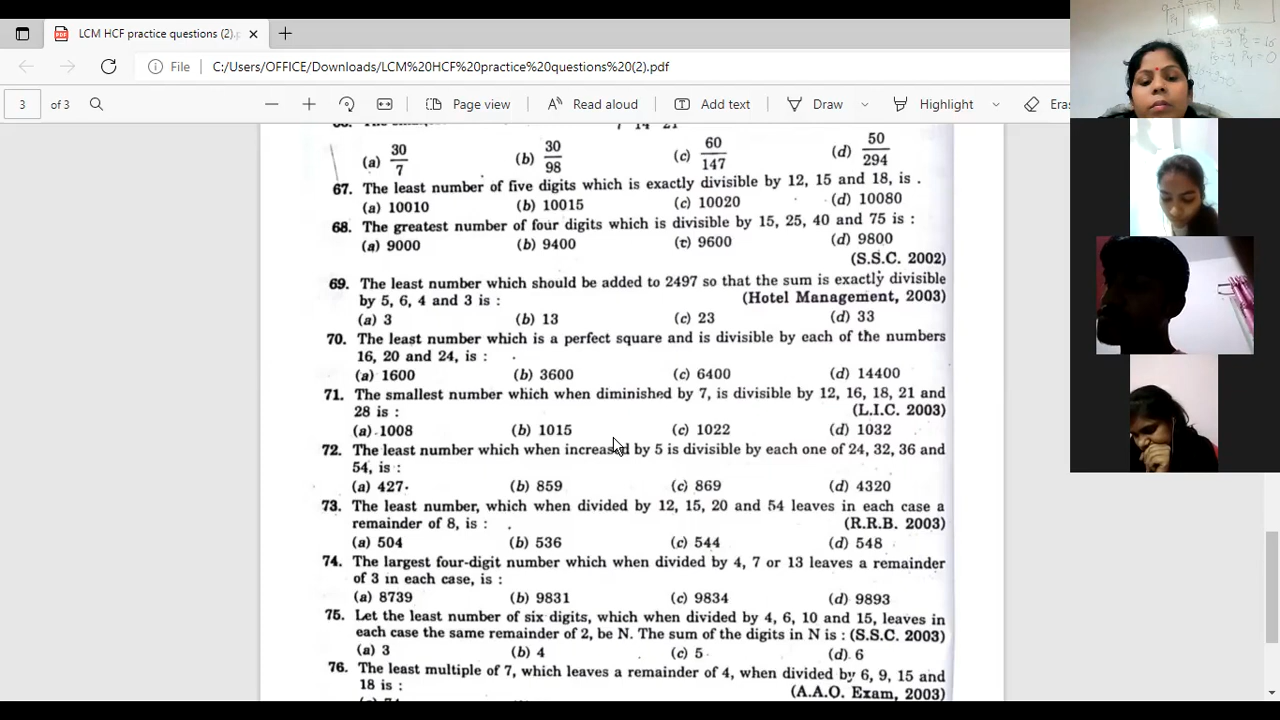 LCM HCF practice questions (2).p
File
C:/Users/OFFICE/Downloads/LCM%20HCF%20practice%20questions%20(2).pdf
3 of 3
Page view
Read aloud
Add text
Draw
Highlight
Eras
(a) 30/7 (b) 30/98 (c) 60/147 (d) 50/294
67. The least number of five digits which is exactly divisible by 12, 15 and 18, is .
(a) 10010 (b) 10015 (c) 10020 (d) 10080
68. The greatest number of four digits which is divisible by 15, 25, 40 and 75 is :
(a) 9000 (b) 9400 (c) 9600 (d) 9800
(S.S.C. 2002)
69. The least number which should be added to 2497 so that the sum is exactly divisible
by 5, 6, 4 and 3 is : (Hotel Management, 2003)
(a) 3 (b) 13 (c) 23 (d) 33
70. The least number which is a perfect square and is divisible by each of the numbers
16, 20 and 24, is :
(a) 1600 (b) 3600 (c) 6400 (d) 14400
71. The smallest number which when diminished by 7, is divisible by 12, 16, 18, 21 and
28 is : (L.I.C. 2003)
(a) 1008 (b) 1015 (c) 1022 (d) 1032
72. The least number which when increased by 5 is divisible by each one of 24, 32, 36 and
54, is :
(a) 427 (b) 859 (c) 869 (d) 4320
73. The least number, which when divided by 12, 15, 20 and 54 leaves in each case a
remainder of 8, is : (R.R.B. 2003)
(a) 504 (b) 536 (c) 544 (d) 548
74. The largest four-digit number which when divided by 4, 7 or 13 leaves a remainder
of 3 in each case, is :
(a) 8739 (b) 9831 (c) 9834 (d) 9893
75. Let the least number of six digits, which when divided by 4, 6, 10 and 15, leaves in
each case the same remainder of 2, be N. The sum of the digits in N is : (S.S.C. 2003)
(a) 3 (b) 4 (c) 5 (d) 6
76. The least multiple of 7, which leaves a remainder of 4, when divided by 6, 9, 15 and
18 is : (A.A.O. Exam, 2003)